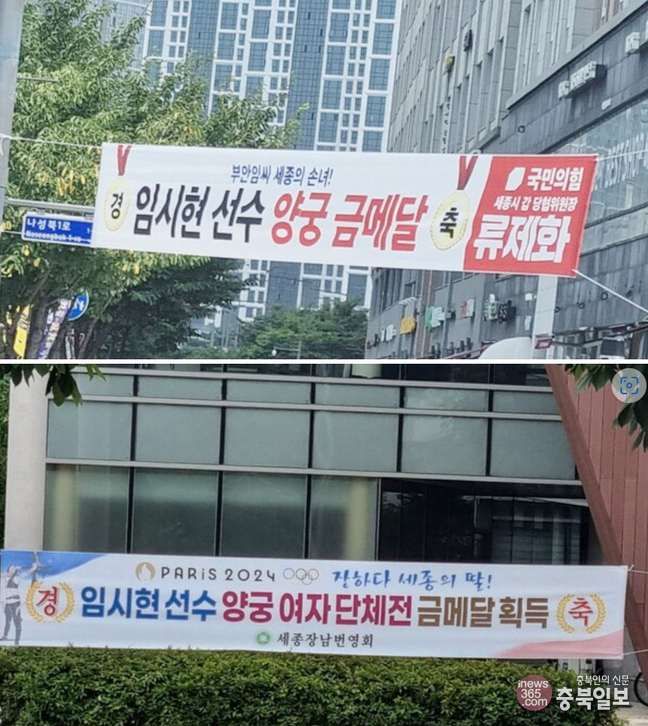 부안임씨 세종의 손녀!
경 임시현 선수 양궁 금메달 축
국민의힘
세종시 갑 당협위원장
류제화
나성북1로
Naseongbuk-1-ro
PARIS 2024 장하다 세종의 딸!
경 임시현 선수 양궁 여자 단체전 금메달 획득 축
세종장남번영회
inews365.com
충북인의 신문
충북일보